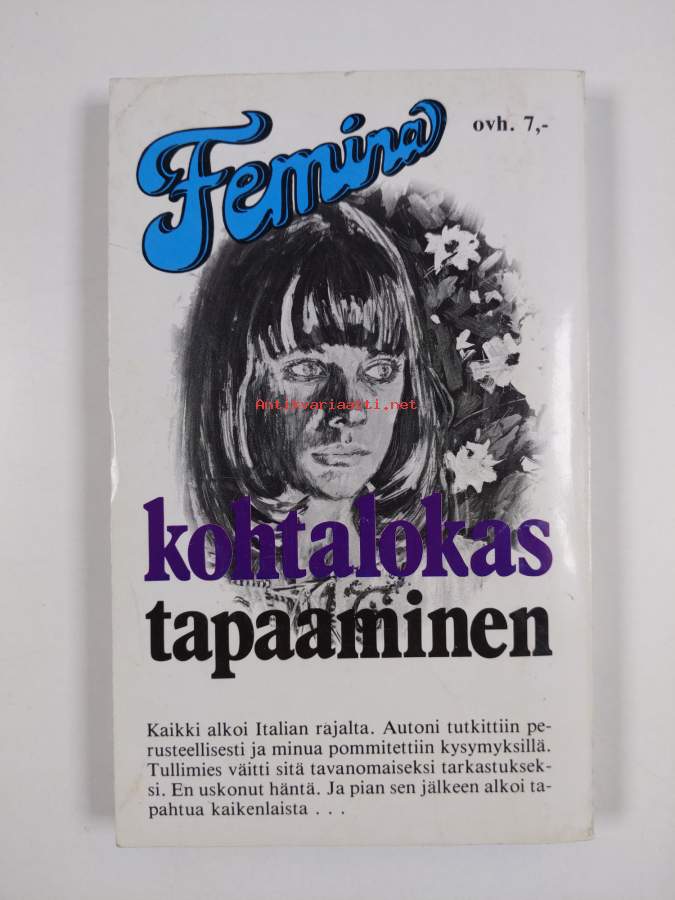 Femina
ovh. 7,-
Antikvariaatti.net
kohtalokas
tapaaminen
Kaikki alkoi Italian rajalta. Autoni tutkittiin pe-
rusteellisesti ja minua pommitettiin kysymyksillä.
Tullimies väitti sitä tavanomaiseksi tarkastuksek-
si. En uskonut häntä. Ja pian sen jälkeen alkoi ta-
pahtua kaikenlaista . . .